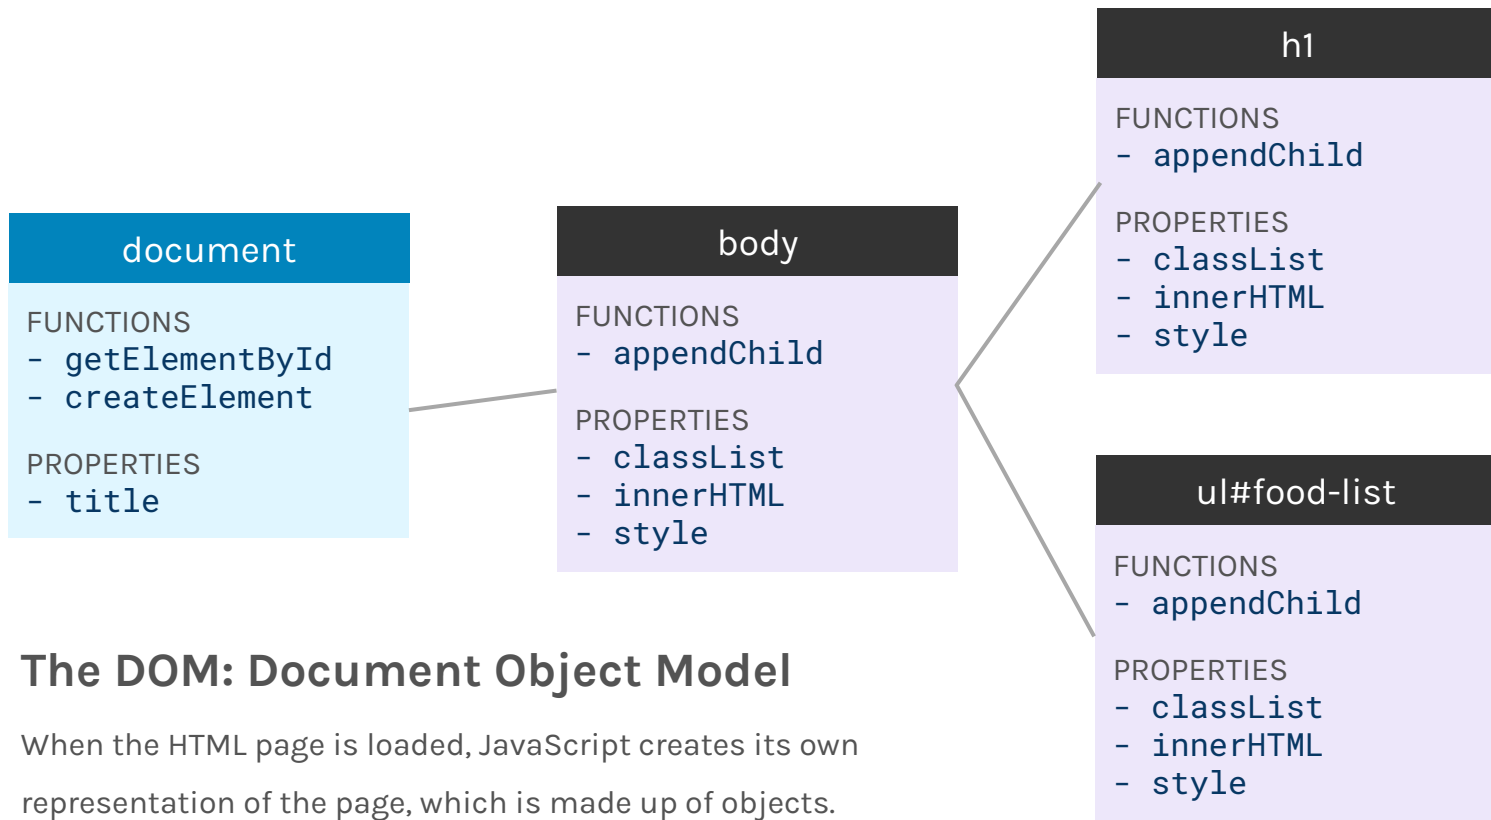 document
FUNCTIONS
- getElementById
- createElement
PROPERTIES
- title
body
FUNCTIONS
- appendChild
PROPERTIES
- classList
- innerHTML
- style
h1
FUNCTIONS
- appendChild
PROPERTIES
- classList
- innerHTML
- style
ul#food-list
FUNCTIONS
- appendChild
PROPERTIES
- classList
- innerHTML
- style
The DOM: Document Object Model
When the HTML page is loaded, JavaScript creates its own
representation of the page, which is made up of objects.